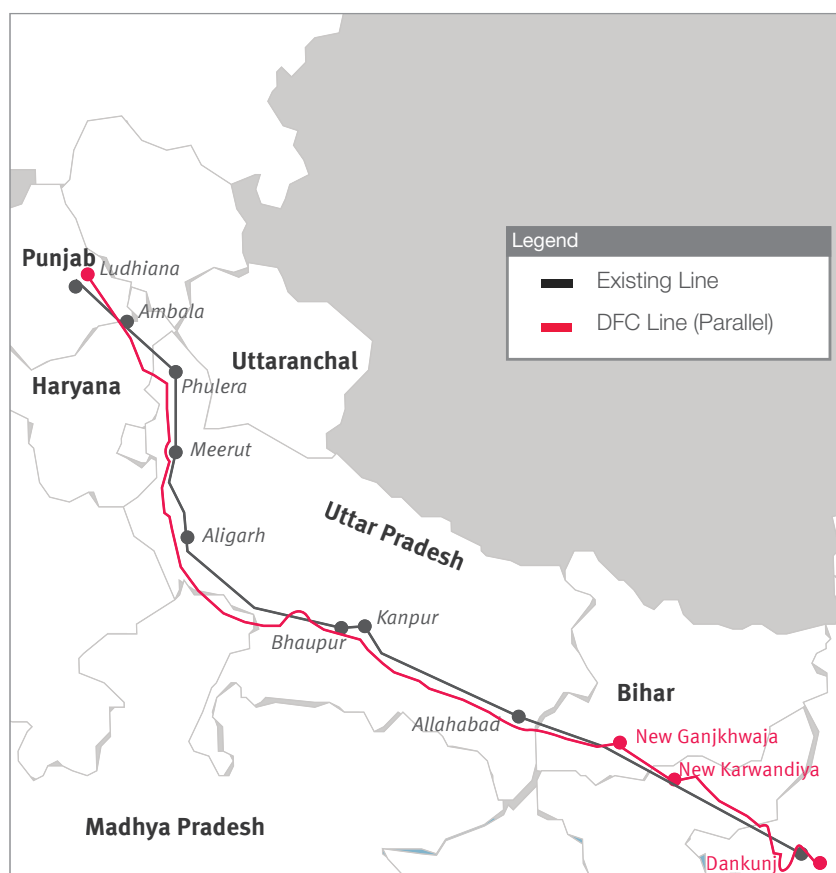 Legend
Existing Line
DFC Line (Parallel)
Punjab
Ludhiana
Ambala
Uttaranchal
Haryana
Phulera
Meerut
Uttar Pradesh
Aligarh
Kanpur
Bhaupur
Bihar
Allahabad
New Ganjkhwaja
New Karwandiya
Madhya Pradesh
Dankunj